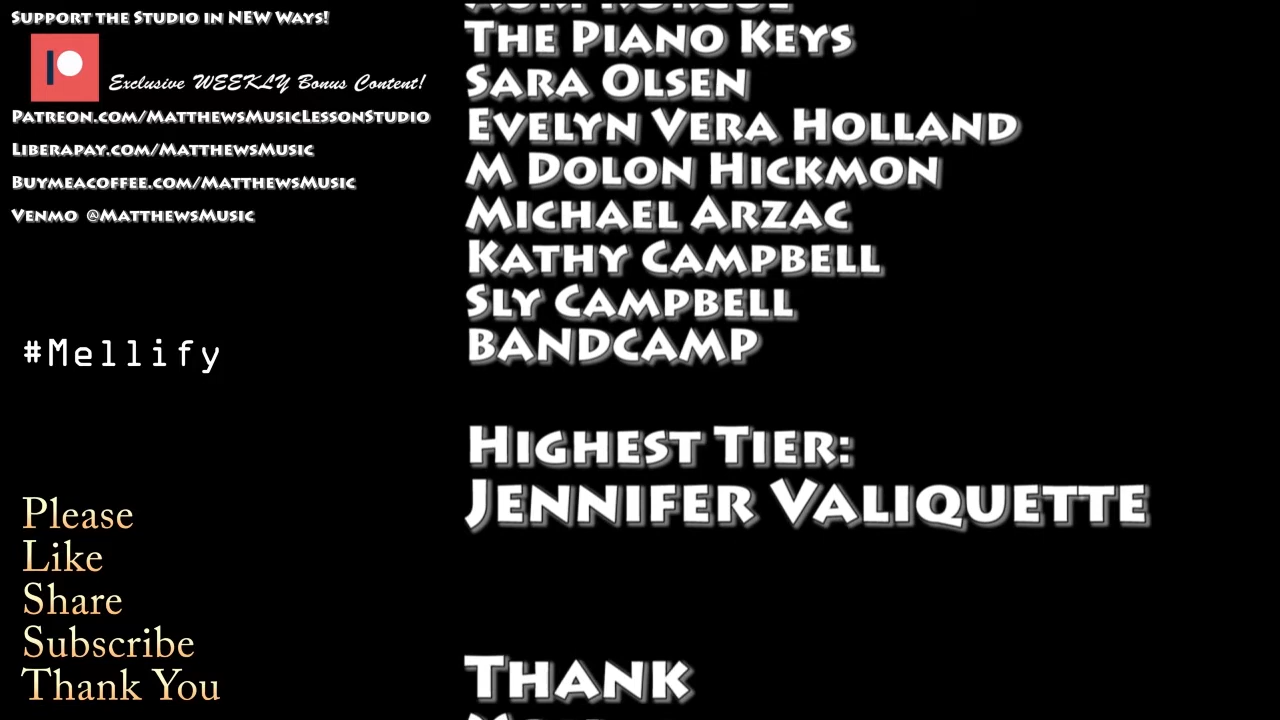 Support the Studio in NEW Ways!
Exclusive WEEKLY Bonus Content!
Patreon.com/MatthewsMusicLessonStudio
Liberapay.com/MatthewsMusic
Buymeacoffee.com/MatthewsMusic
Venmo @MatthewsMusic
#Mellify
Please
Like
Share
Subscribe
Thank You
The Piano Keys
Sara Olsen
Evelyn Vera Holland
M Dolon Hickmon
Michael Arzac
Kathy Campbell
Sly Campbell
BANDCAMP
Highest Tier:
Jennifer Valiquette
Thank